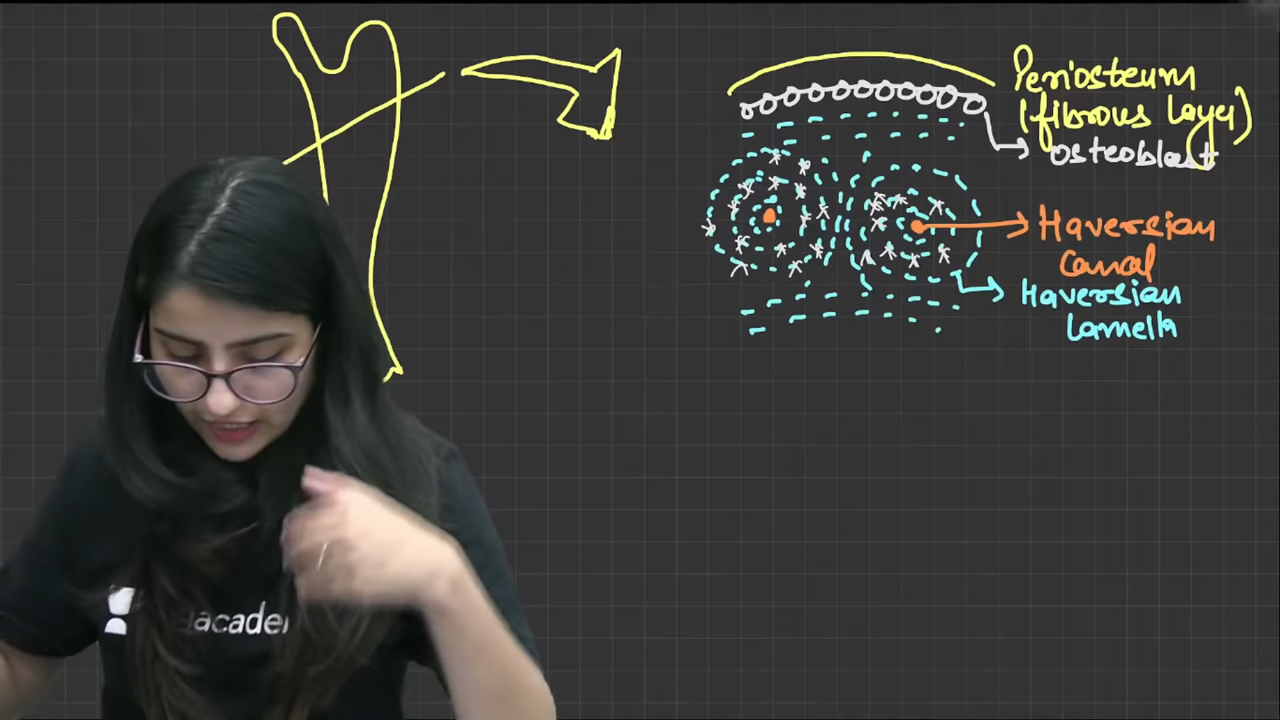 Periosteum
(fibrous layer)
osteoblast
Haversian
Canal
Haversian
Lamella